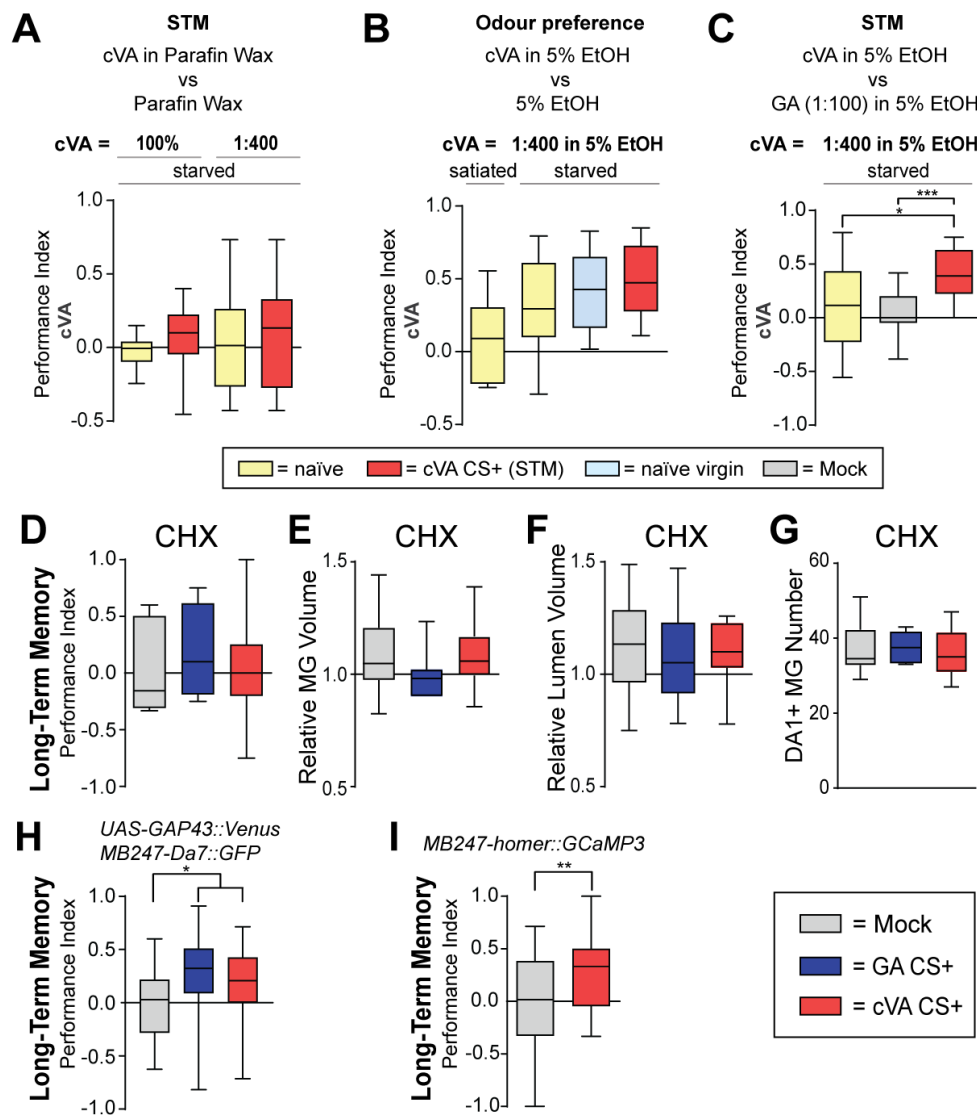 A
STM
cVA in Parafin Wax
vs
Parafin Wax
cVA = 100% 1:400
starved
Performance Index
cVA
1.0
0.5
0.0
-0.5
B
Odour preference
cVA in 5% EtOH
vs
5% EtOH
cVA = 1:400 in 5% EtOH
satiated starved
Performance Index
cVA
1.0
0.5
0.0
-0.5
C
STM
cVA in 5% EtOH
vs
GA (1:100) in 5% EtOH
cVA = 1:400 in 5% EtOH
starved
***
*
Performance Index
cVA
1.0
0.5
0.0
-0.5
-1.0
= naïve = cVA CS+ (STM) = naïve virgin = Mock
D
CHX
Long-Term Memory
Performance Index
1.0
0.5
0.0
-0.5
-1.0
E
CHX
Relative MG Volume
1.5
1.0
0.5
F
CHX
Relative Lumen Volume
1.5
1.0
0.5
G
CHX
DA1+ MG Number
60
40
20
0
H
UAS-GAP43::Venus
MB247-Da7::GFP
*
Long-Term Memory
Performance Index
1.0
0.5
0.0
-0.5
-1.0
I
MB247-homer::GCaMP3
**
Long-Term Memory
Performance Index
1.0
0.5
0.0
-0.5
-1.0
= Mock
= GA CS+
= cVA CS+